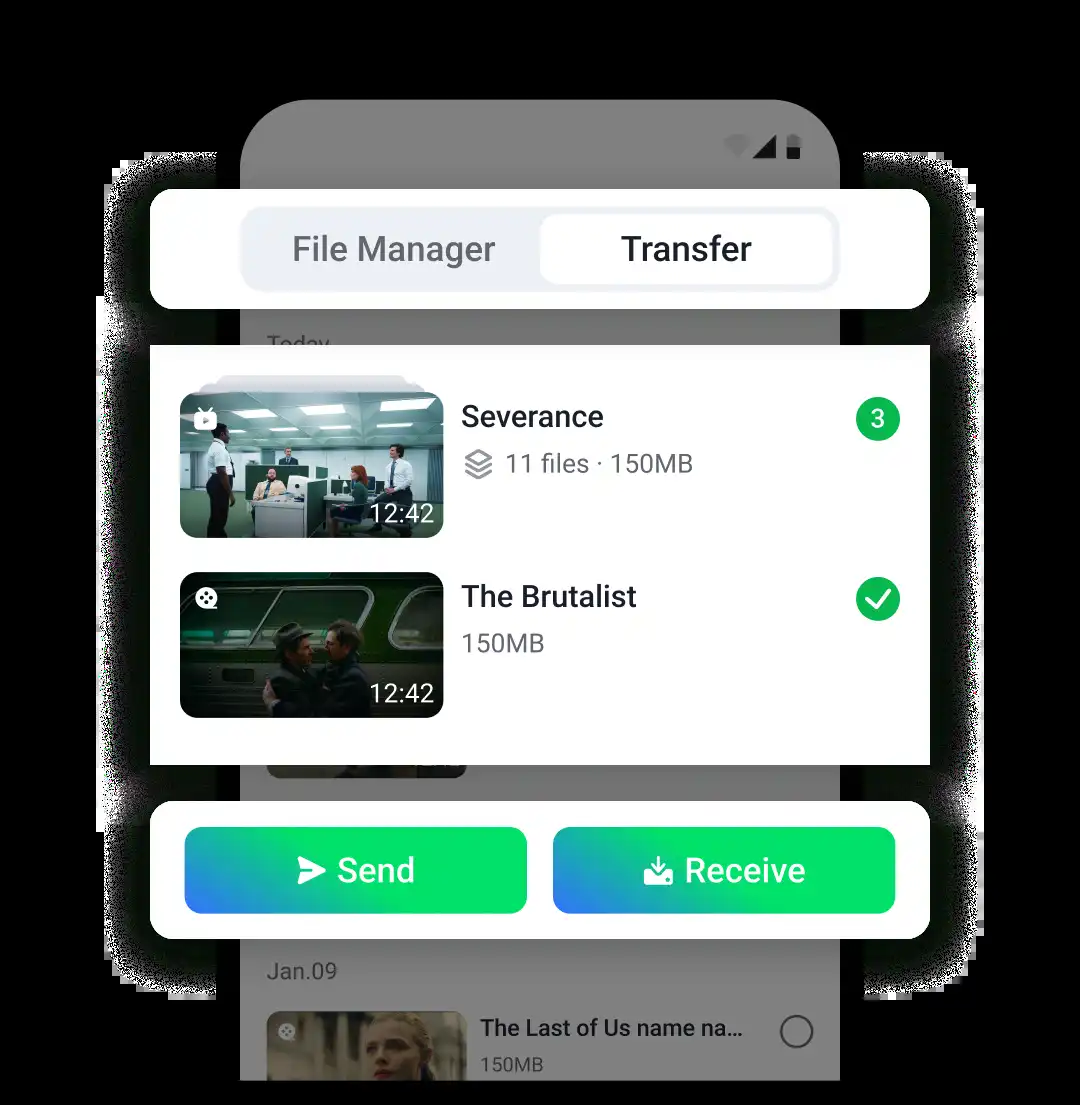 File Manager
Transfer
Today
Severance
3
11 files · 150MB
12:42
The Brutalist
150MB
12:42
Send
Receive
Jan.09
The Last of Us name na...
150MB